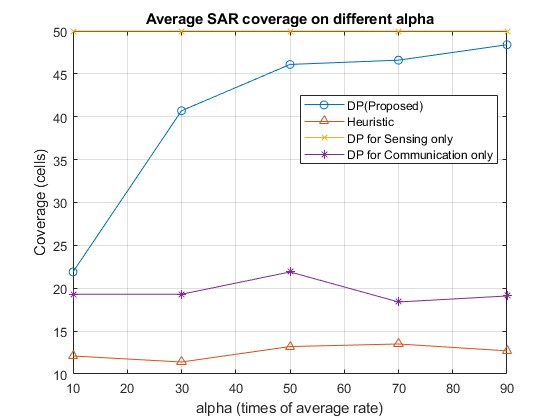 Average SAR coverage on different alpha
50
45
40
35
30
25
20
15
10
Coverage (cells)
DP(Proposed)
Heuristic
DP for Sensing only
DP for Communication only
10 20 30 40 50 60 70 80 90
alpha (times of average rate)